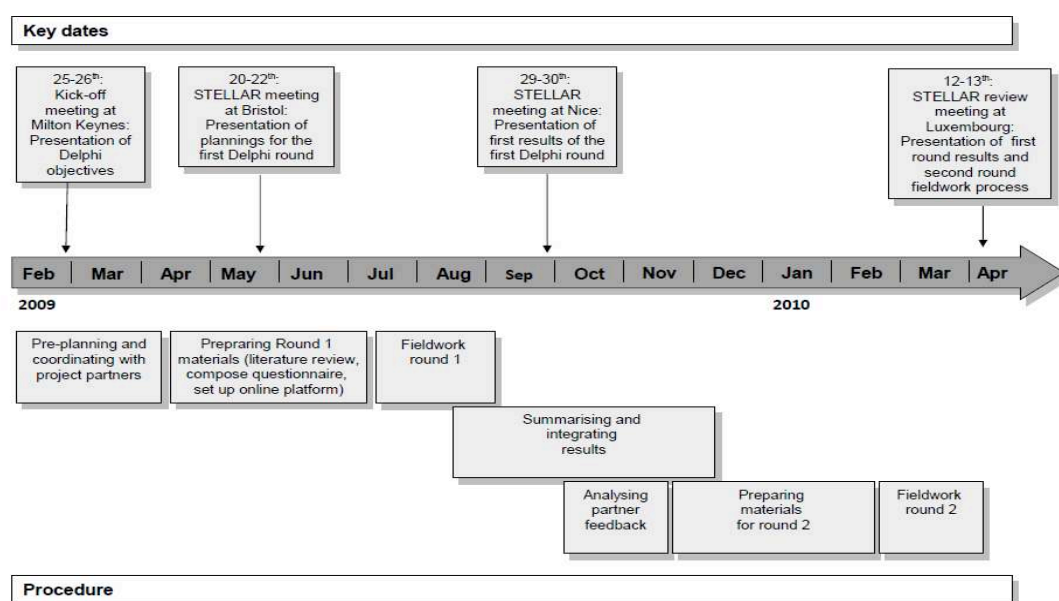 Key dates
25-26th:
Kick-off
meeting at
Milton Keynes:
Presentation of
Delphi
objectives
20-22th:
STELLAR meeting
at Bristol:
Presentation of
plannings for the
first Delphi round
29-30th:
STELLAR
meeting at Nice:
Presentation of
first results of the
first Delphi round
12-13th:
STELLAR review
meeting at
Luxembourg:
Presentation of first
round results and
second round
fieldwork process
Feb Mar Apr May Jun Jul Aug Sep Oct Nov Dec Jan Feb Mar Apr
2009 2010
Pre-planning and
coordinating with
project partners
Prepraring Round 1
materials (literature review,
compose questionnaire,
set up online platform)
Fieldwork
round 1
Summarising and
integrating
results
Analysing
partner
feedback
Preparing
materials
for round 2
Fieldwork
round 2
Procedure